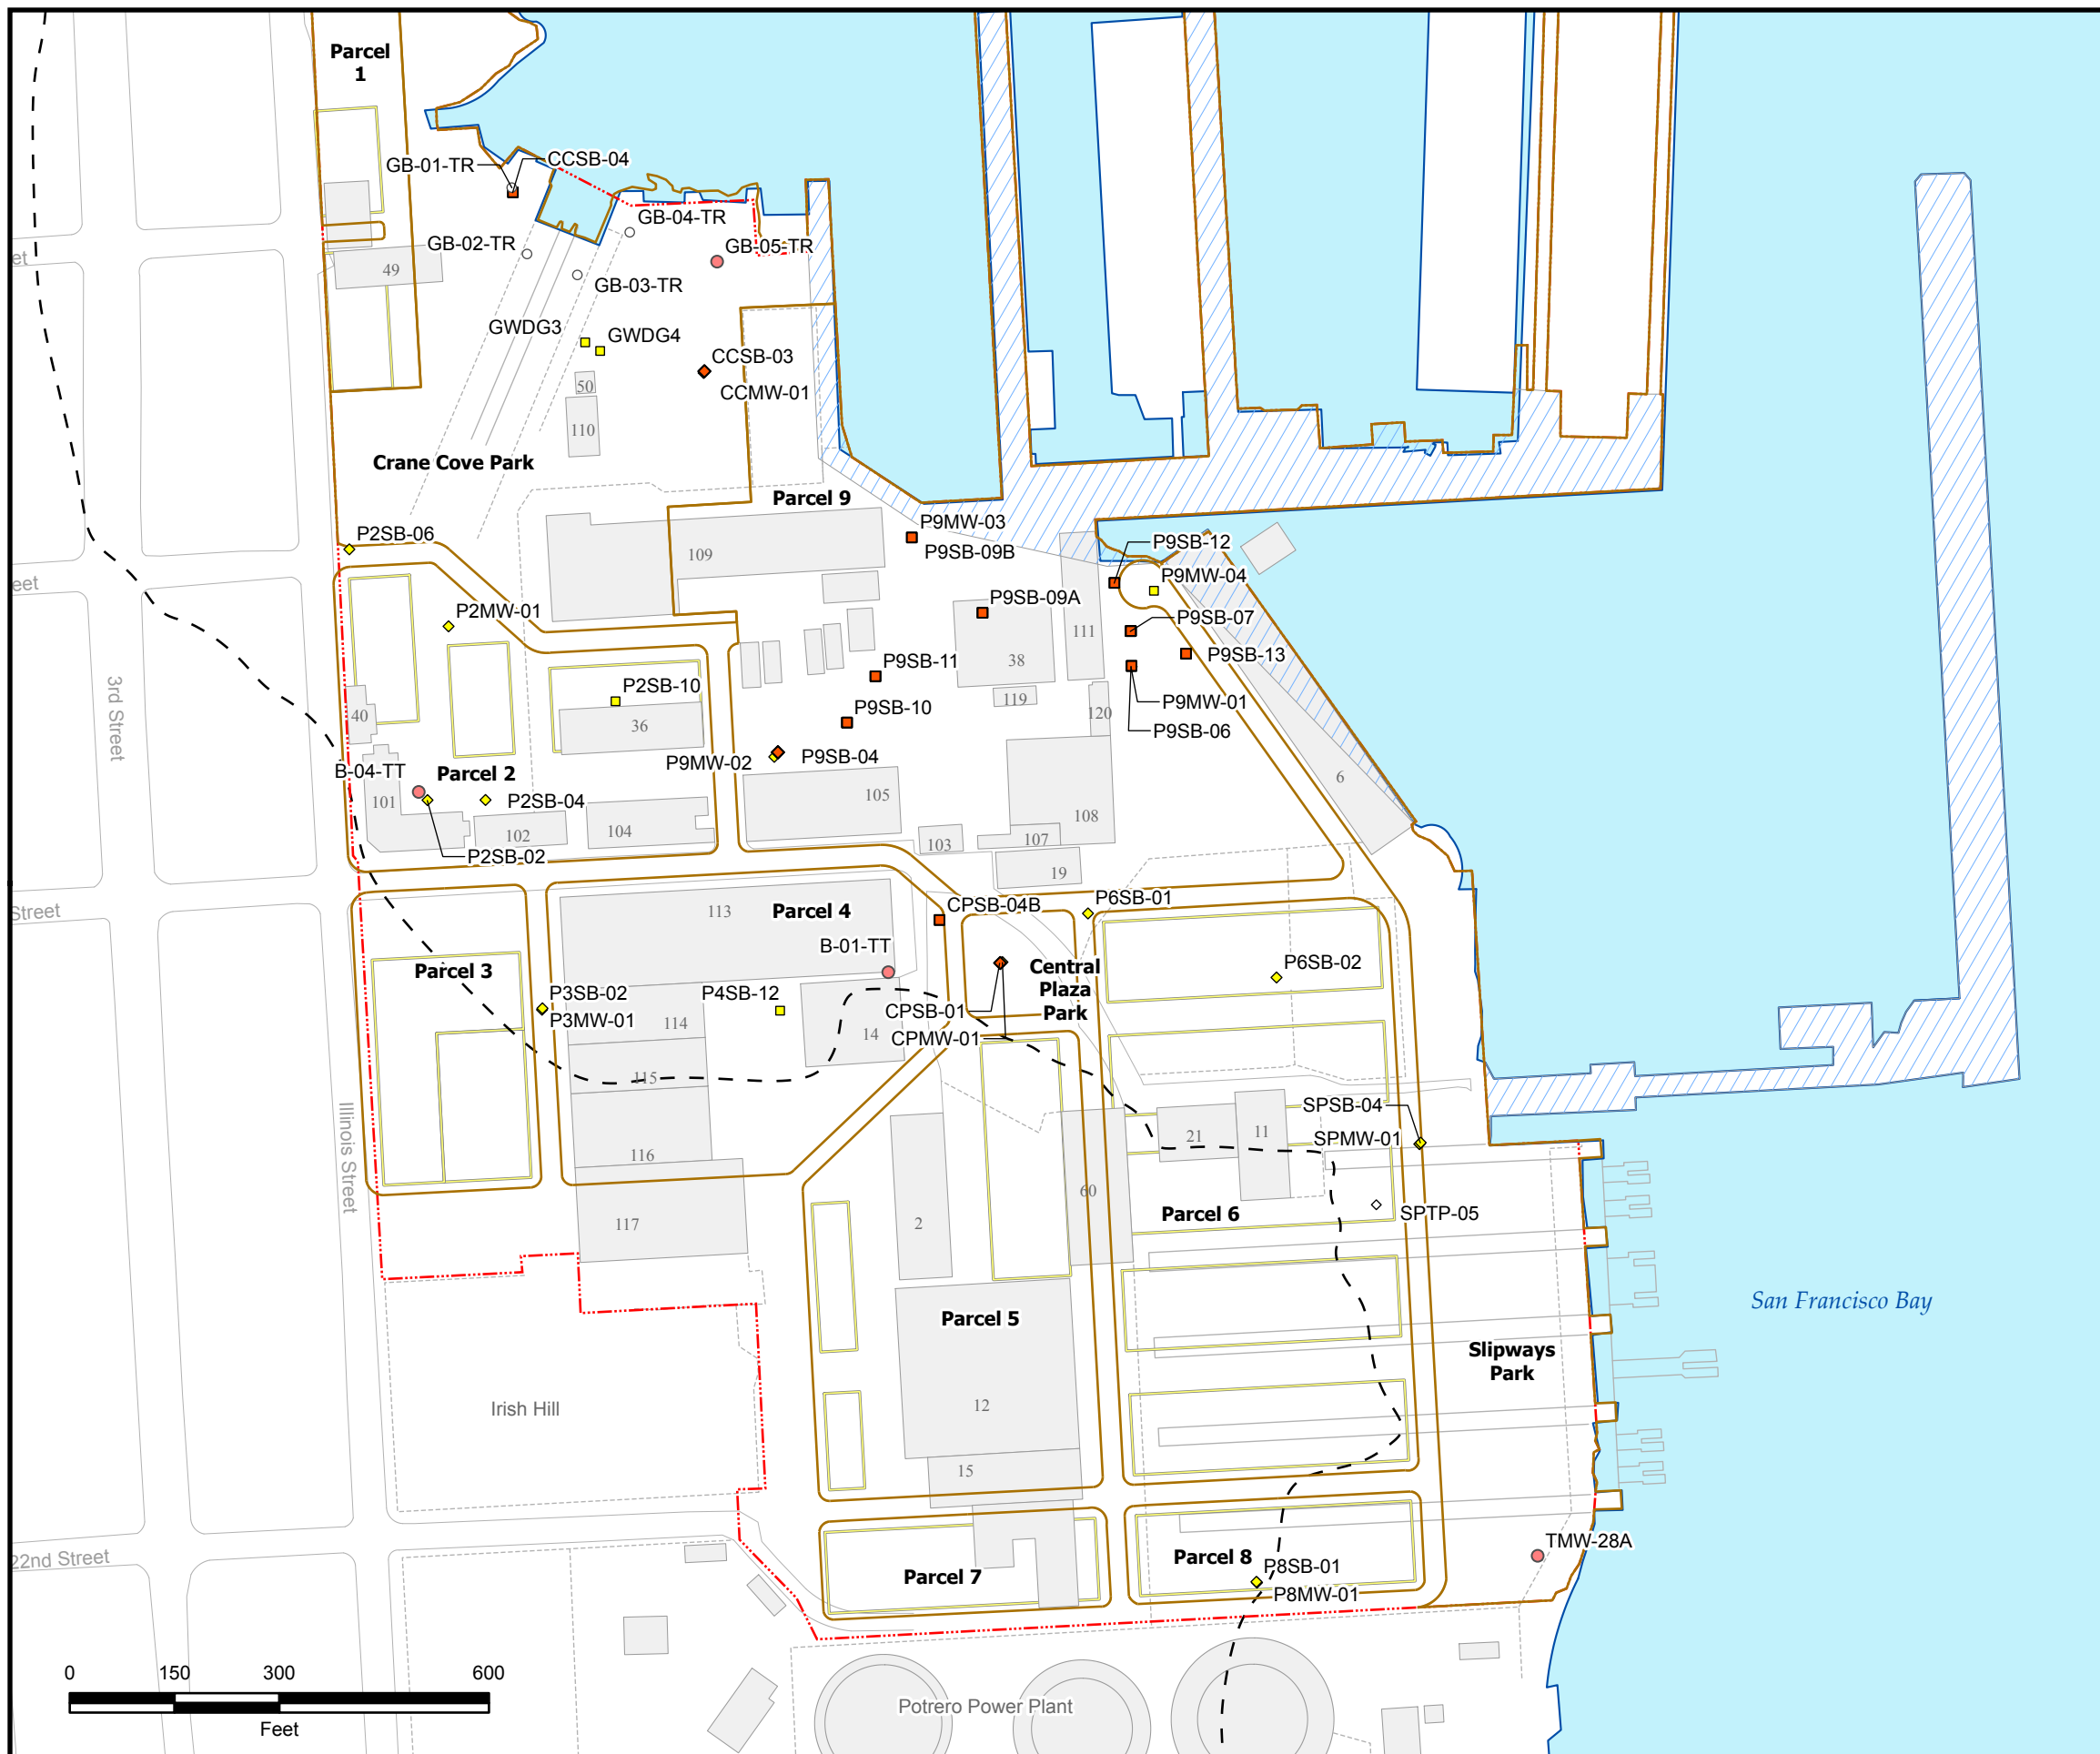 Parcel
1
GB-01-TR
CCSB-04
GB-04-TR
GB-02-TR
GB-05-TR
et
49
GB-03-TR
GWDG3
GWDG4
CCSB-03
50
CCMW-01
110
Crane Cove Park
Parcel 9
P9MW-03
P2SB-06
P9SB-12
109
P9SB-09B
P9MW-04
eet
P9SB-09A
P2MW-01
P9SB-07
111
P9SB-13
P9SB-11
38
P2SB-10
3rd Street
119
P9MW-01
40
P9SB-10
120
36
P9SB-06
P9MW-02
P9SB-04
B-04-TT
Parcel 2
6
101
P2SB-04
105
108
102
104
103
107
P2SB-02
19
P6SB-01
Street
113
Parcel 4
CPSB-04B
B-01-TT
P6SB-02
Parcel 3
Central
Plaza
Park
P3SB-02
P4SB-12
CPSB-01
P3MW-01
114
14
CPMW-01
115
SPSB-04
Illinois Street
21
11
SPMW-01
116
60
SPTP-05
117
2
Parcel 6
San Francisco Bay
Parcel 5
Slipways
Park
Irish Hill
12
15
22nd Street
TMW-28A
Parcel 8
P8SB-01
Parcel 7
P8MW-01
0
150
300
600
Feet
Potrero Power Plant